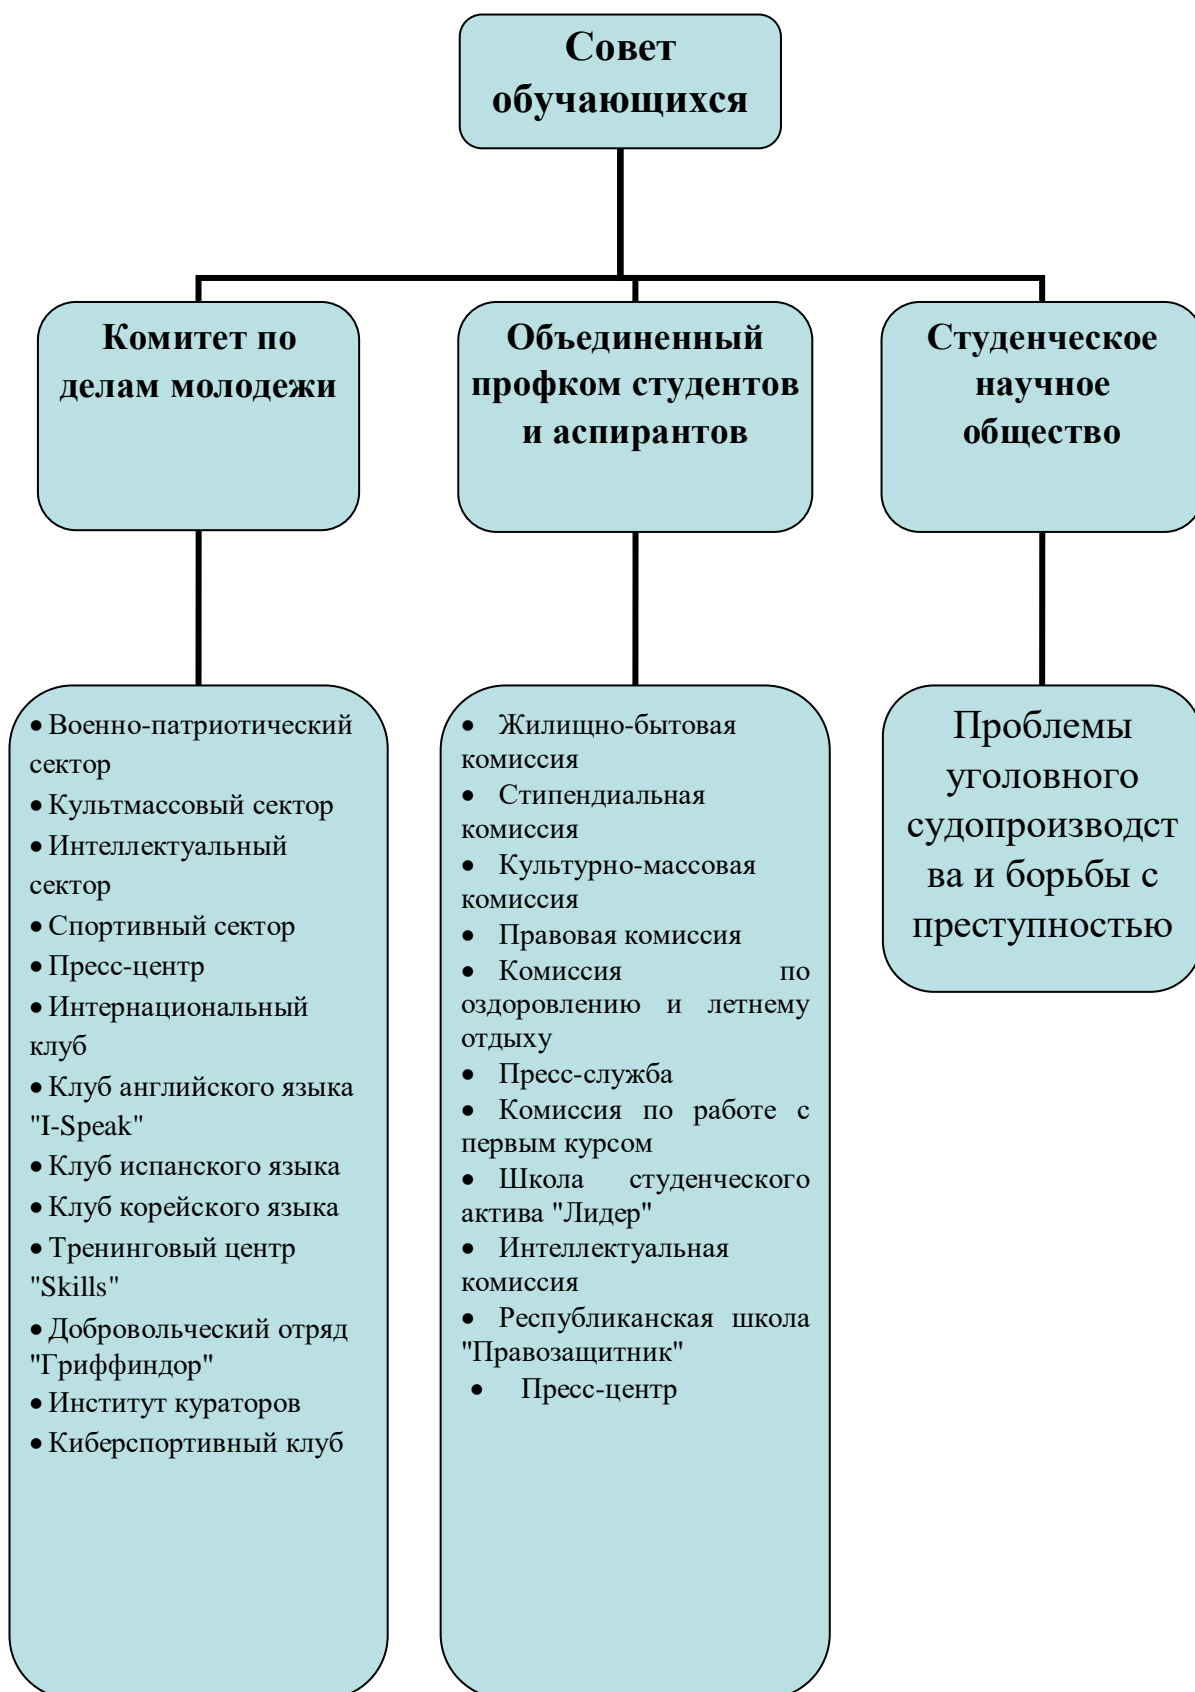 Совет
обучающихся
Комитет по
делам молодежи
Объединенный
профком студентов
и аспирантов
Студенческое
научное
общество
• Военно-патриотический
сектор
• Культмассовый сектор
• Интеллектуальный
сектор
• Спортивный сектор
• Пресс-центр
• Интернациональный
клуб
• Клуб английского языка
"I-Speak"
• Клуб испанского языка
• Клуб корейского языка
• Тренинговый центр
"Skills"
• Добровольческий отряд
"Гриффиндор"
• Институт кураторов
• Киберспортивный клуб
• Жилищно-бытовая
комиссия
• Стипендиальная
комиссия
• Культурно-массовая
комиссия
• Правовая комиссия
• Комиссия по
оздоровлению и летнему
отдыху
• Пресс-служба
• Комиссия по работе с
первым курсом
• Школа студенческого
актива "Лидер"
• Интеллектуальная
комиссия
• Республиканская школа
"Правозащитник"
• Пресс-центр
Проблемы
уголовного
судопроизводст
ва и борьбы с
преступностью